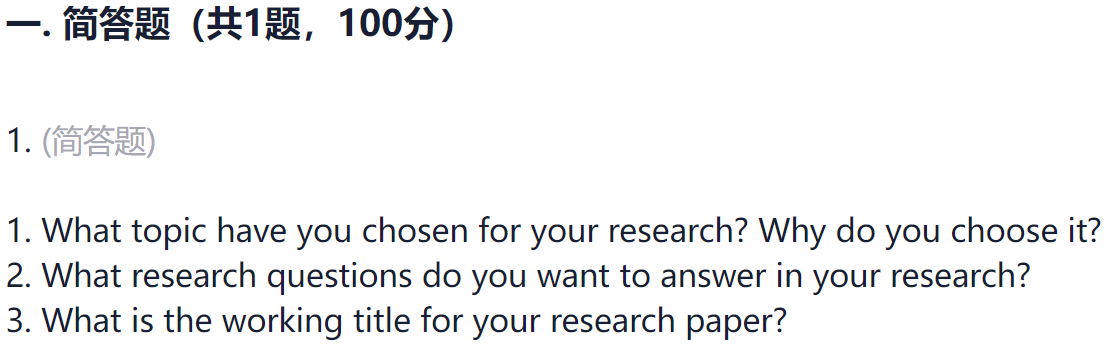 一. 简答题（共1题，100分）
1. (简答题)
1. What topic have you chosen for your research? Why do you choose it?
2. What research questions do you want to answer in your research?
3. What is the working title for your research paper?